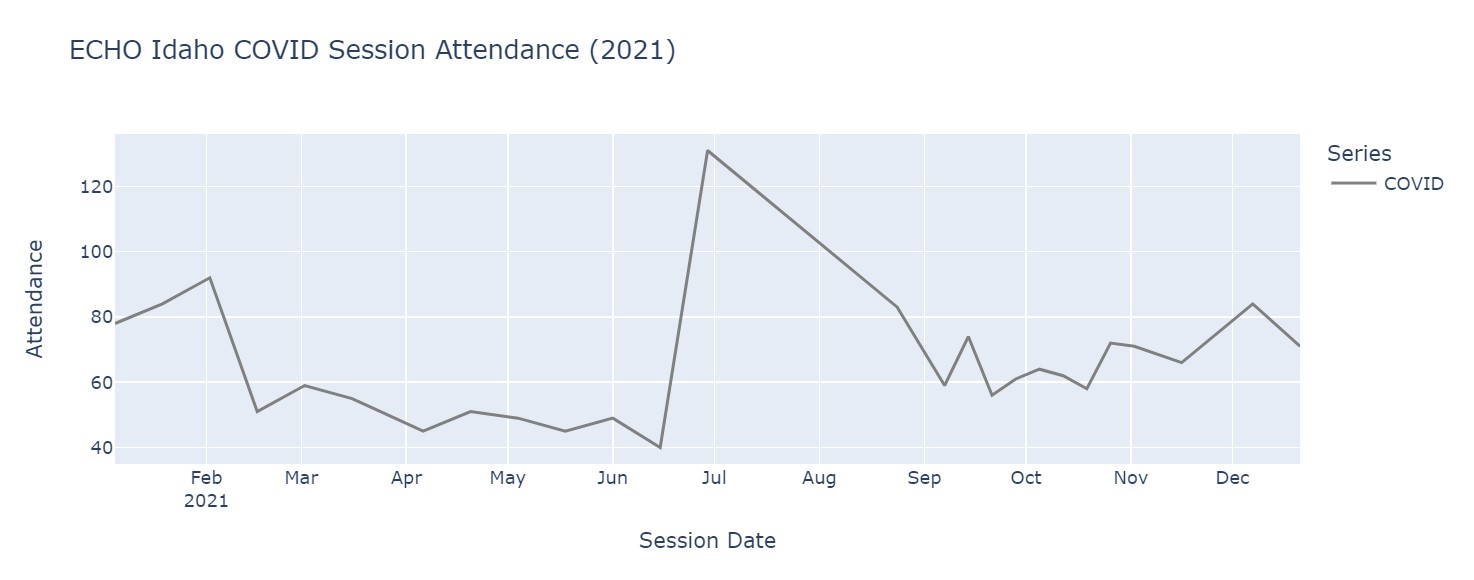 ECHO Idaho COVID Session Attendance (2021)
Series
COVID
Attendance
120
100
80
60
40
Feb Mar Apr May Jun Jul Aug Sep Oct Nov Dec
2021
Session Date